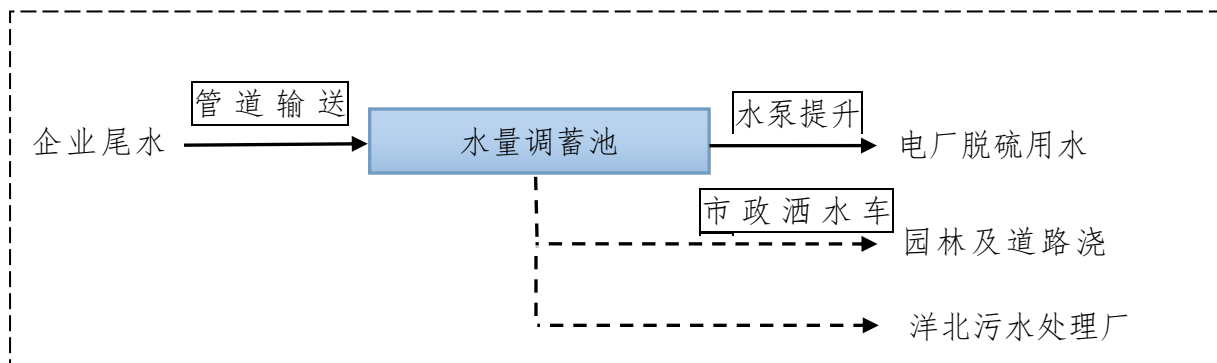 管道输送
水泵提升
企业尾水
水量调蓄池
电厂脱硫用水
市政洒水车
园林及道路浇
洋北污水处理厂